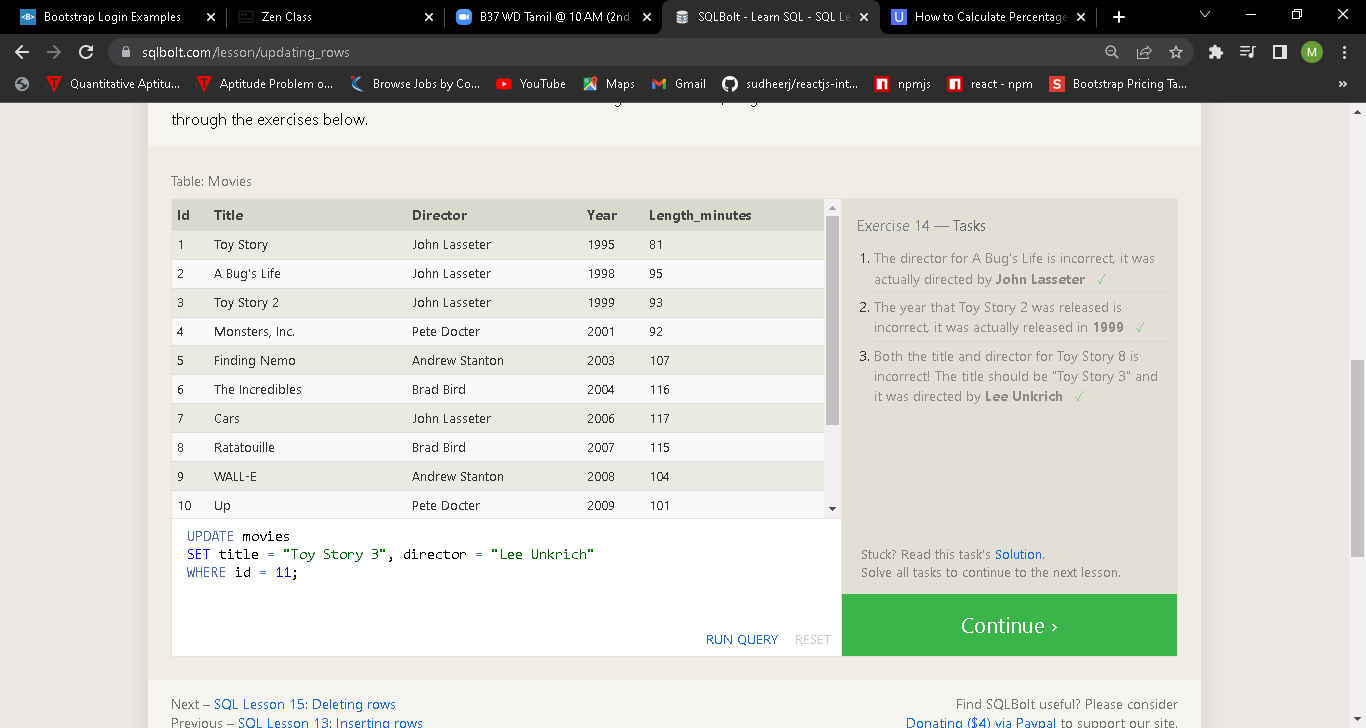 Bootstrap Login Examples
Zen Class
B37 WD Tamil @ 10 AM (2nd
SQLBolt - Learn SQL - SQL Le
How to Calculate Percentage
sqlbolt.com/lesson/updating_rows
M
Quantitative Aptitu...
Aptitude Problem o...
Browse Jobs by Co...
YouTube
Maps
Gmail
sudheerj/reactjs-int...
npmjs
react - npm
Bootstrap Pricing Ta...
through the exercises below.
Table: Movies
Id Title Director Year Length_minutes
1 Toy Story John Lasseter 1995 81
2 A Bug's Life John Lasseter 1998 95
3 Toy Story 2 John Lasseter 1999 93
4 Monsters, Inc. Pete Docter 2001 92
5 Finding Nemo Andrew Stanton 2003 107
6 The Incredibles Brad Bird 2004 116
7 Cars John Lasseter 2006 117
8 Ratatouille Brad Bird 2007 115
9 WALL-E Andrew Stanton 2008 104
10 Up Pete Docter 2009 101
UPDATE movies
SET title = "Toy Story 3", director = "Lee Unkrich"
WHERE id = 11;
RUN QUERY RESET
Exercise 14 — Tasks
1. The director for A Bug's Life is incorrect, it was
actually directed by John Lasseter ✓
2. The year that Toy Story 2 was released is
incorrect, it was actually released in 1999 ✓
3. Both the title and director for Toy Story 8 is
incorrect! The title should be "Toy Story 3" and
it was directed by Lee Unkrich ✓
Stuck? Read this task's Solution.
Solve all tasks to continue to the next lesson.
Continue ›
Next – SQL Lesson 15: Deleting rows
Previous – SQL Lesson 13: Inserting rows
Find SQLBolt useful? Please consider
Donating ($4) via Paypal to support our site.